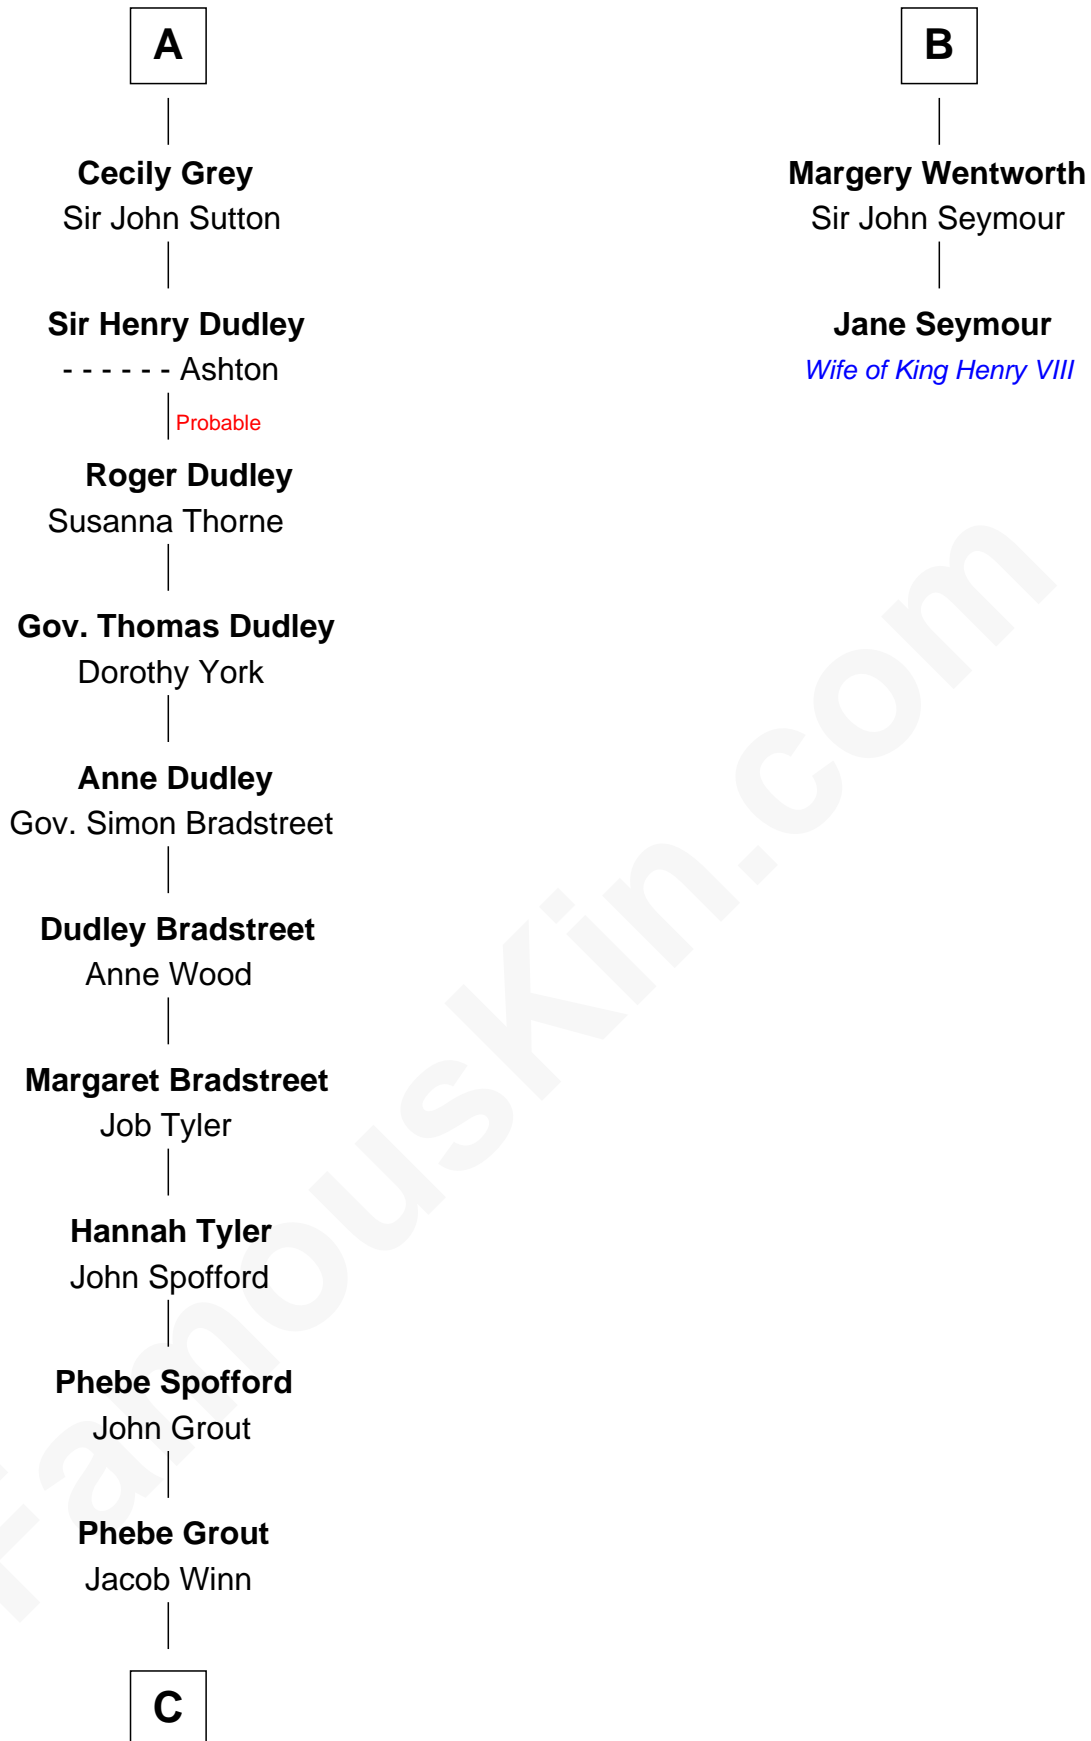 A
B
Cecily Grey
Sir John Sutton
Margery Wentworth
Sir John Seymour
Sir Henry Dudley
- - - - - - Ashton
Jane Seymour
Wife of King Henry VIII
Probable
Roger Dudley
Susanna Thorne
Gov. Thomas Dudley
Dorothy York
Anne Dudley
Gov. Simon Bradstreet
Dudley Bradstreet
Anne Wood
Margaret Bradstreet
Job Tyler
Hannah Tyler
John Spofford
Phebe Spofford
John Grout
Phebe Grout
Jacob Winn
C
FamousKin.com